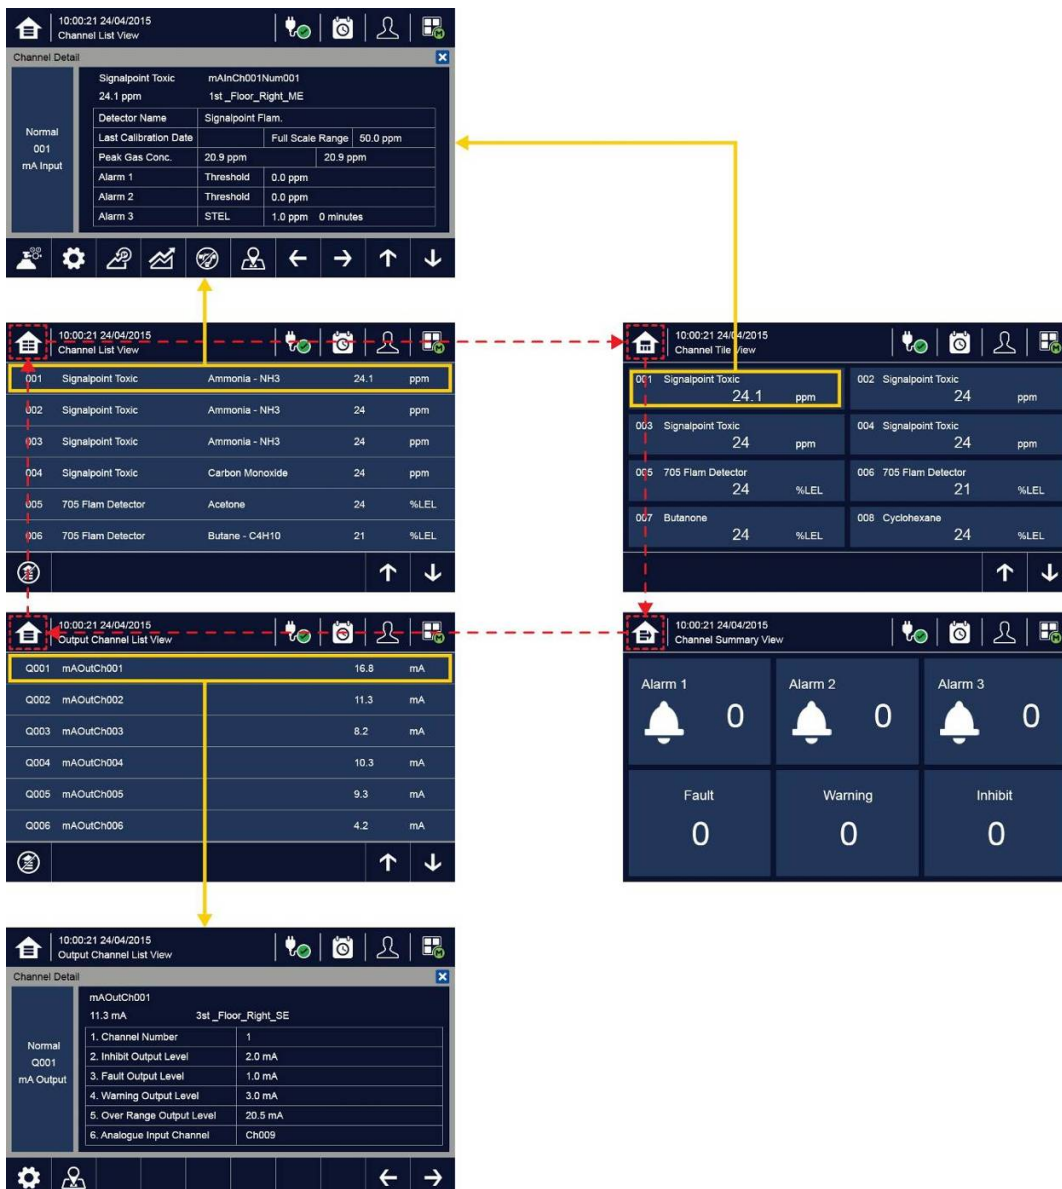 10:00:21 24/04/2015
Channel List View
Channel Detail
Normal
001
mA Input
Signalpoint Toxic mAInCh001Num001
24.1 ppm 1st _Floor_Right_ME
Detector Name Signalpoint Flam.
Last Calibration Date Full Scale Range 50.0 ppm
Peak Gas Conc. 20.9 ppm 20.9 ppm
Alarm 1 Threshold 0.0 ppm
Alarm 2 Threshold 0.0 ppm
Alarm 3 STEL 1.0 ppm 0 minutes
10:00:21 24/04/2015
Channel List View
001 Signalpoint Toxic Ammonia - NH3 24.1 ppm
002 Signalpoint Toxic Ammonia - NH3 24 ppm
003 Signalpoint Toxic Ammonia - NH3 24 ppm
004 Signalpoint Toxic Carbon Monoxide 24 ppm
005 705 Flam Detector Acetone 24 %LEL
006 705 Flam Detector Butane - C4H10 21 %LEL
10:00:21 24/04/2015
Channel Tile View
001 Signalpoint Toxic
24.1 ppm
002 Signalpoint Toxic
24 ppm
003 Signalpoint Toxic
24 ppm
004 Signalpoint Toxic
24 ppm
005 705 Flam Detector
24 %LEL
006 705 Flam Detector
21 %LEL
007 Butanone
24 %LEL
008 Cyclohexane
24 %LEL
10:00:21 24/04/2015
Output Channel List View
Q001 mAOutCh001 16.8 mA
Q002 mAOutCh002 11.3 mA
Q003 mAOutCh003 8.2 mA
Q004 mAOutCh004 10.3 mA
Q005 mAOutCh005 9.3 mA
Q006 mAOutCh006 4.2 mA
10:00:21 24/04/2015
Channel Summary View
Alarm 1
0
Alarm 2
0
Alarm 3
0
Fault
0
Warning
0
Inhibit
0
10:00:21 24/04/2015
Output Channel List View
Channel Detail
Normal
Q001
mA Output
mAOutCh001
11.3 mA 3st _Floor_Right_SE
1. Channel Number 1
2. Inhibit Output Level 2.0 mA
3. Fault Output Level 1.0 mA
4. Warning Output Level 3.0 mA
5. Over Range Output Level 20.5 mA
6. Analogue Input Channel Ch009